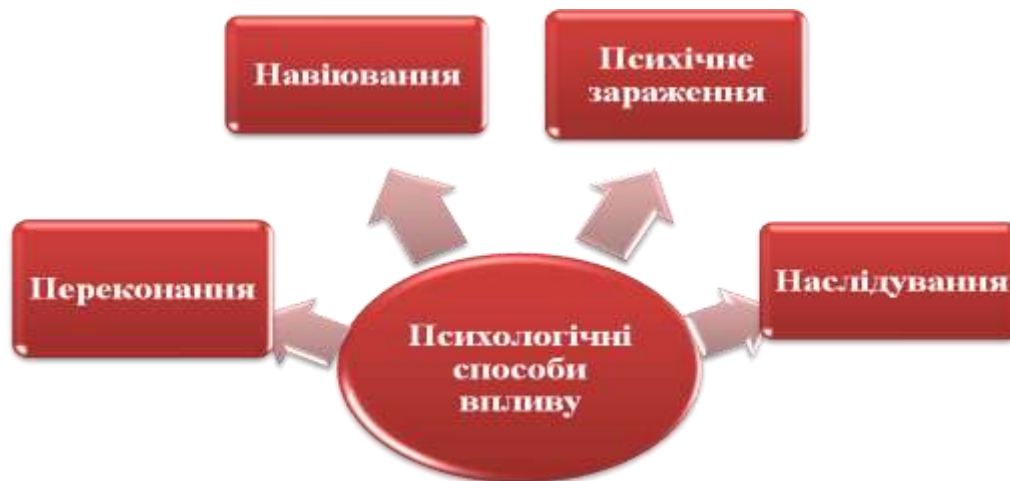 Навіювання
Психічне
зараження
Переконання
Наслідування
Психологічні
способи
впливу